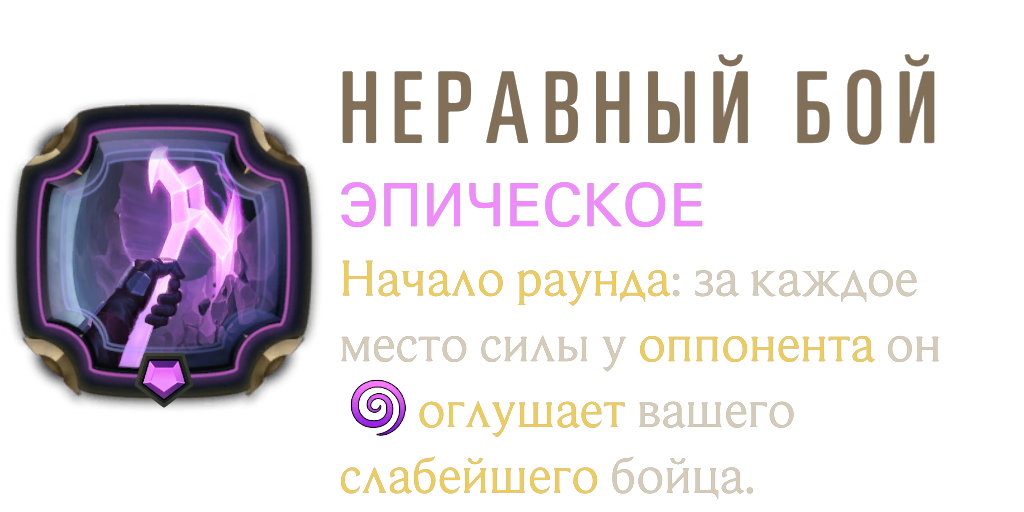 НЕРАВНЫЙ БОЙ
ЭПИЧЕСКОЕ
Начало раунда: за каждое
место силы у оппонента он
оглушает вашего
слабейшего бойца.